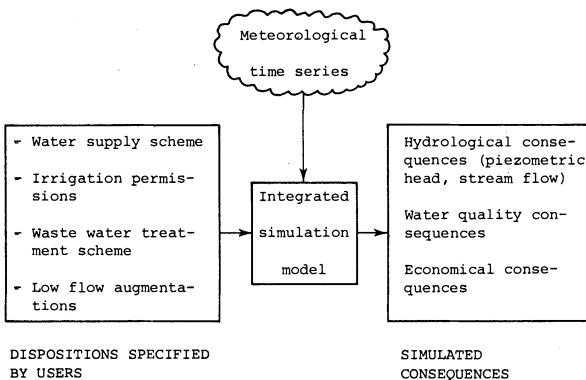 Meteorological
time series
- Water supply scheme
- Irrigation permis-
sions
- Waste water treat-
ment scheme
- Low flow augmenta-
tions
Integrated
simulation
model
Hydrological conse-
quences (piezometric
head, stream flow)
Water quality con-
sequences
Economical conse-
quences
DISPOSITIONS SPECIFIED
BY USERS
SIMULATED
CONSEQUENCES